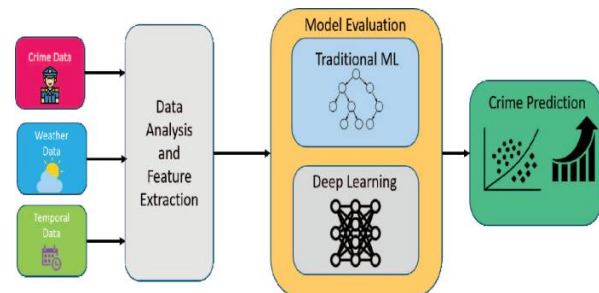 Crime Data
Weather
Data
Temporal
Data
Data
Analysis
and
Feature
Extraction
Model Evaluation
Traditional ML
Deep Learning
Crime Prediction